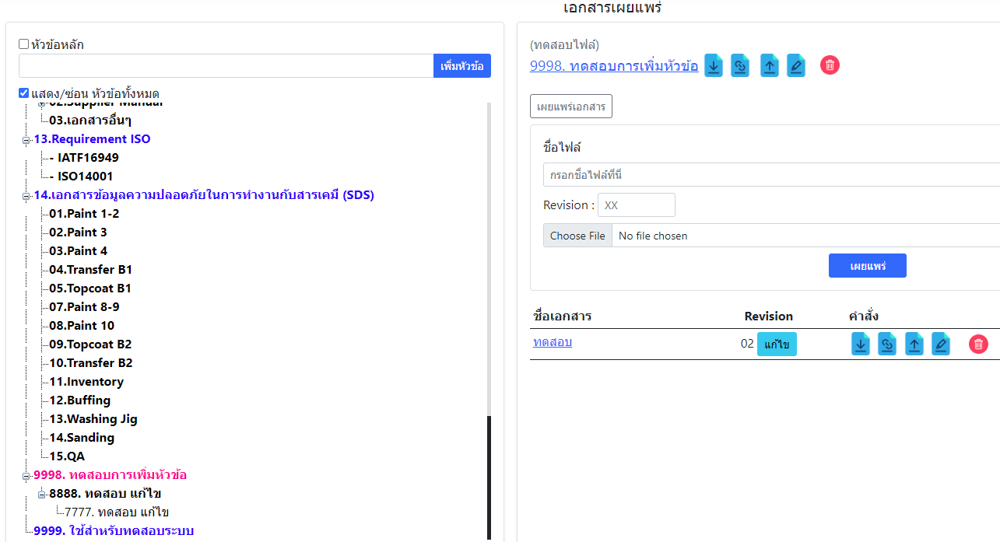 เอกสารเผยแพร่
หัวข้อหลัก
เพิ่มหัวข้อ
แสดง/ซ่อน หัวข้อทั้งหมด
02.Supplier Manual
03.เอกสารอื่นๆ
13.Requirement ISO
- IATF16949
- ISO14001
14.เอกสารข้อมูลความปลอดภัยในการทำงานกับสารเคมี (SDS)
01.Paint 1-2
02.Paint 3
03.Paint 4
04.Transfer B1
05.Topcoat B1
07.Paint 8-9
08.Paint 10
09.Topcoat B2
10.Transfer B2
11.Inventory
12.Buffing
13.Washing Jig
14.Sanding
15.QA
9998. ทดสอบการเพิ่มหัวข้อ
8888. ทดสอบ แก้ไข
7777. ทดสอบ แก้ไข
9999. ใช้สำหรับทดสอบระบบ
(ทดสอบไฟล์)
9998. ทดสอบการเพิ่มหัวข้อ
เผยแพร่เอกสาร
ชื่อไฟล์
กรอกชื่อไฟล์ที่นี่
Revision : XX
Choose File No file chosen
เผยแพร่
ชื่อเอกสาร Revision คำสั่ง
ทดสอบ 02 แก้ไข